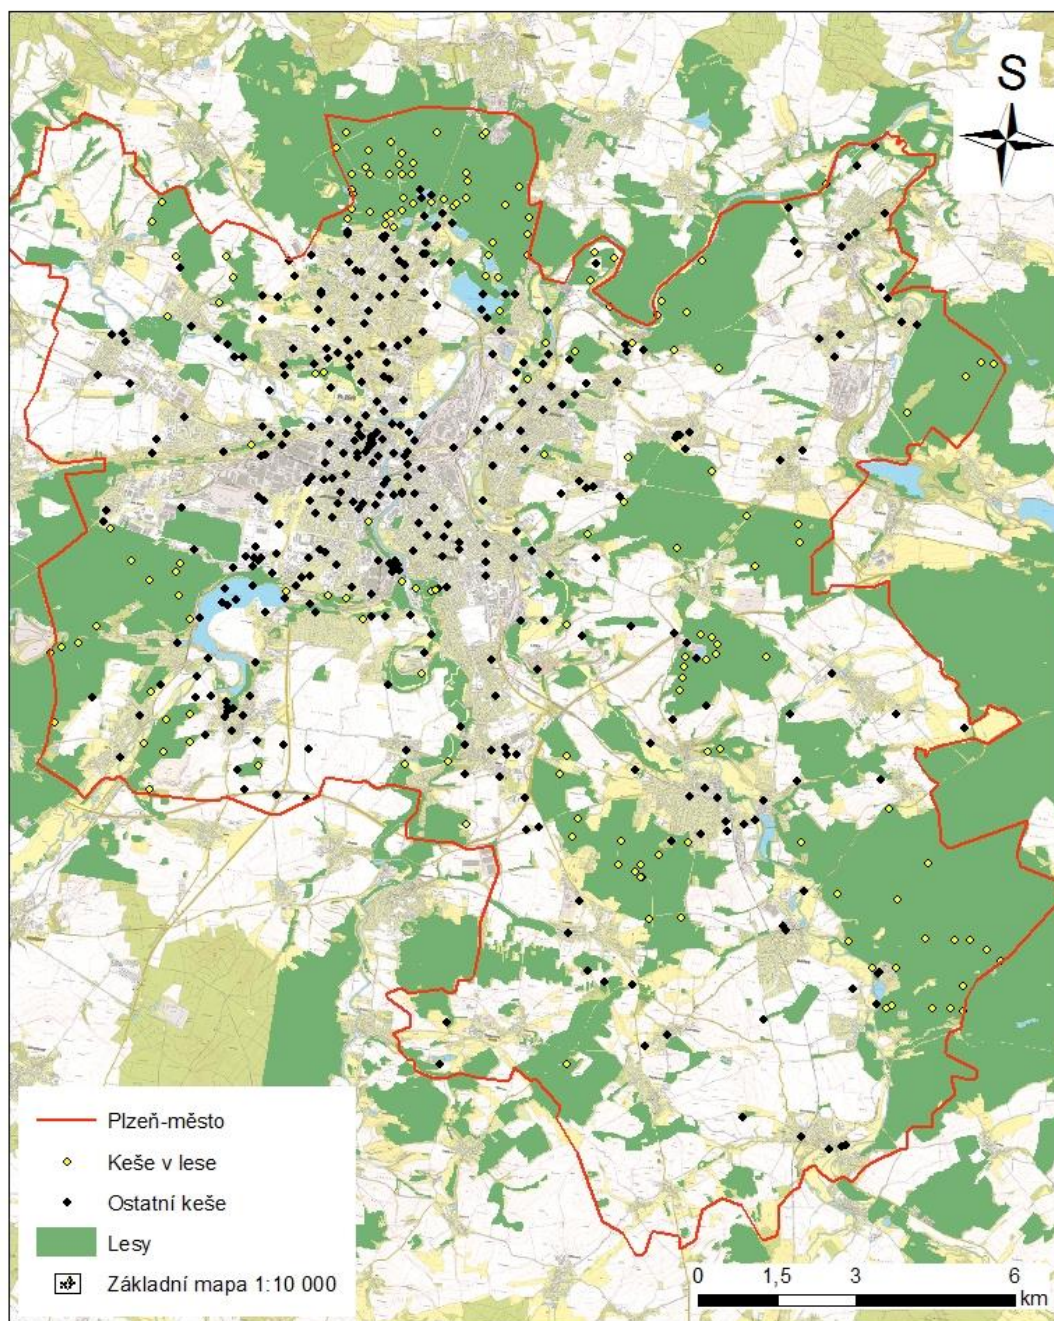 S
Plzeň-město
Keše v lese
Ostatní keše
Lesy
Základní mapa 1:10 000
0 1,5 3 6
km